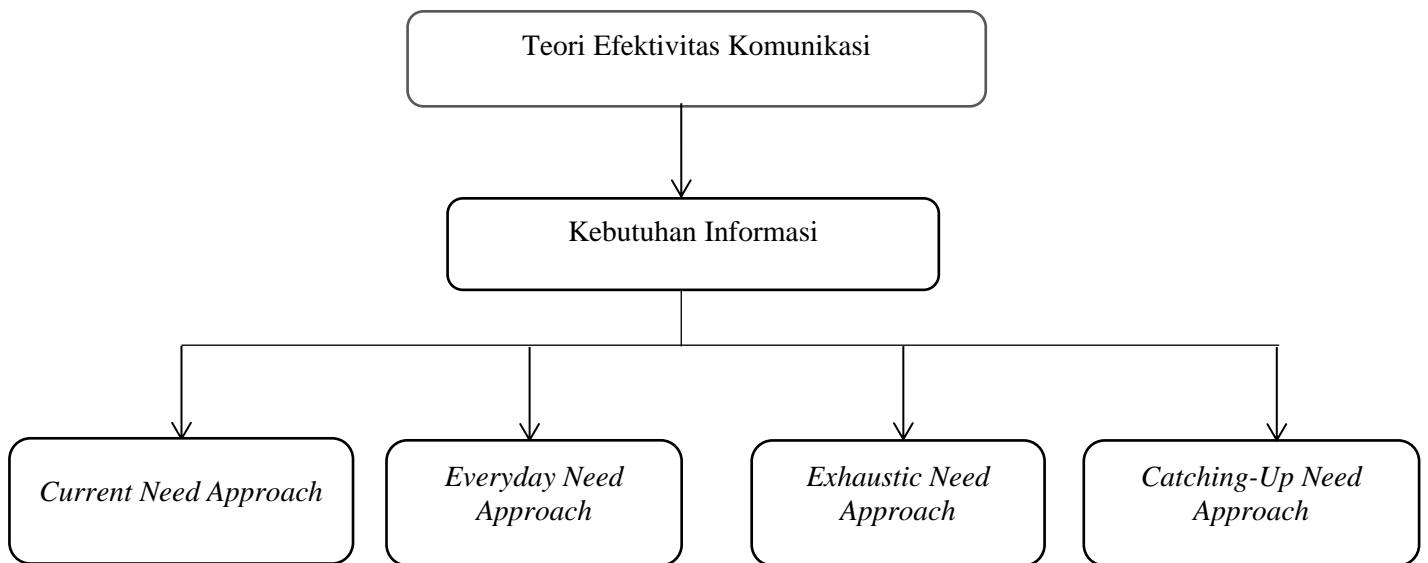 Teori Efektivitas Komunikasi
Kebutuhan Informasi
Current Need Approach
Everyday Need
Approach
Exhaustic Need
Approach
Catching-Up Need
Approach